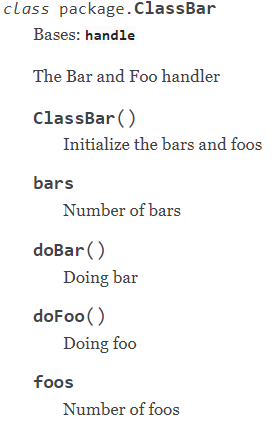 class package.ClassBar
Bases: handle
The Bar and Foo handler
ClassBar()
Initialize the bars and foos
bars
Number of bars
doBar()
Doing bar
doFoo()
Doing foo
foos
Number of foos